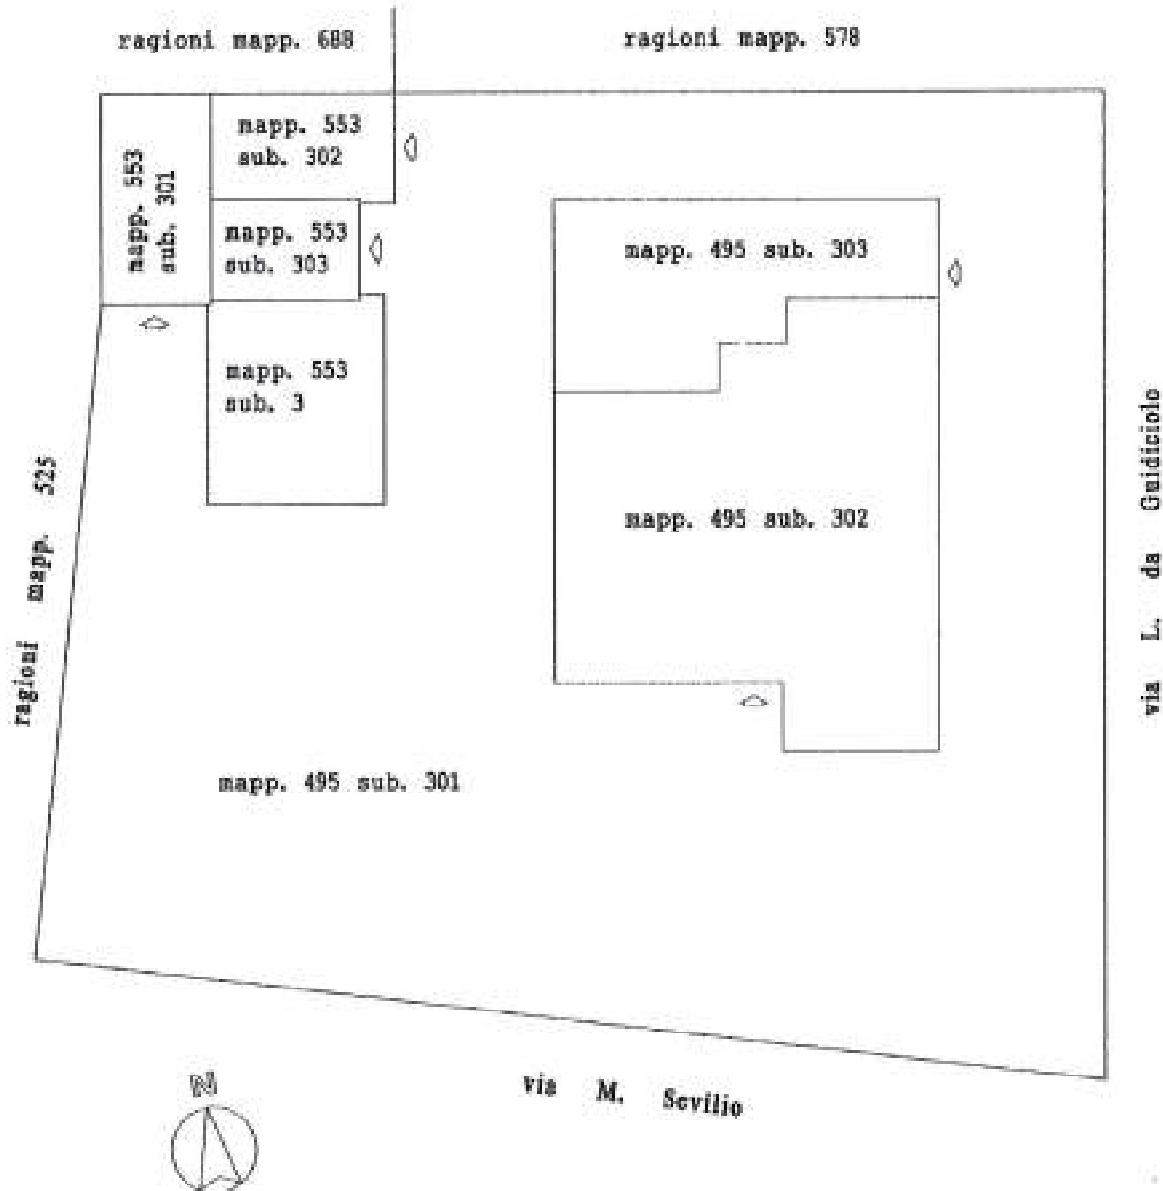 ragioni mapp. 688
ragioni mapp. 578
mapp. 553
sub. 301
mapp. 553
sub. 302
mapp. 553
sub. 303
mapp. 495 sub. 303
mapp. 553
sub. 3
ragioni mapp. 525
mapp. 495 sub. 302
via L. da Guidiciolo
mapp. 495 sub. 301
via M. Sevilio
N